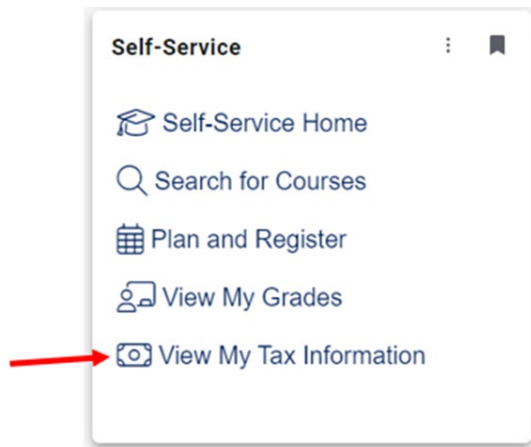 Self-Service
Self-Service Home
Search for Courses
Plan and Register
View My Grades
View My Tax Information